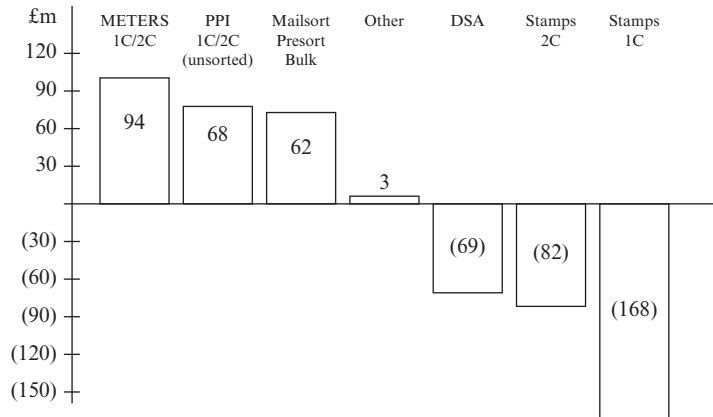 £m
METERS
1C/2C
PPI
1C/2C
(unsorted)
Mailsort
Presort
Bulk
Other
DSA
Stamps
2C
Stamps
1C
120
90
60
30
(30)
(60)
(90)
(120)
(150)
94
68
62
3
(69)
(82)
(168)